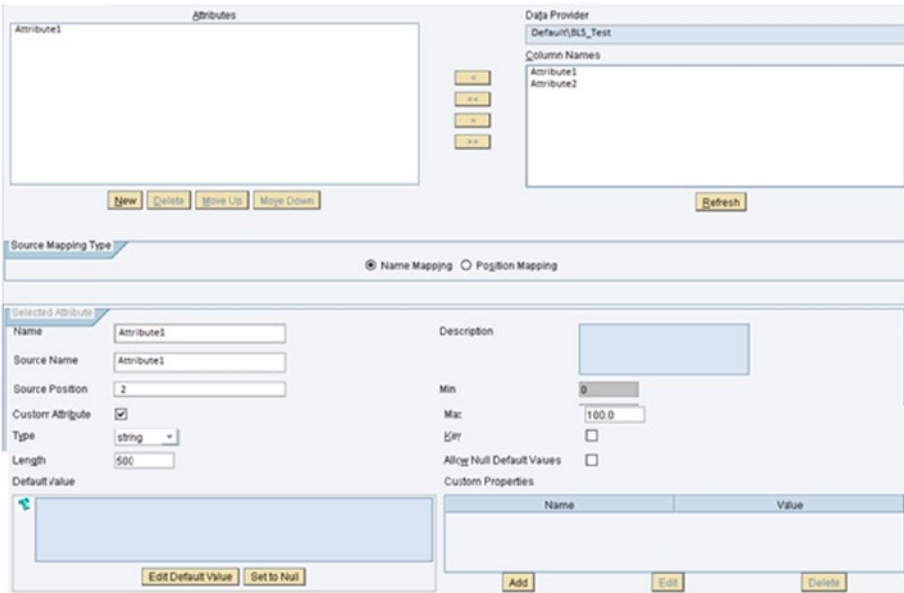 Attributes
Attribute1
Data Provider
Default\BLS_Test
Column Names
Attribute1
Attribute2
<
<<
>
>>
New Delete Move Up Move Down
Refresh
Source Mapping Type
Name Mapping Position Mapping
Selected Attribute
Name Attribute1
Description
Source Name Attribute1
Source Position 2
Min 0
Custom Attribute
Max 100.0
Type string
Key
Length 500
Allow Null Default Values
Default Value
Custom Properties
Name Value
Edit Default Value Set to Null
Add Edit Delete